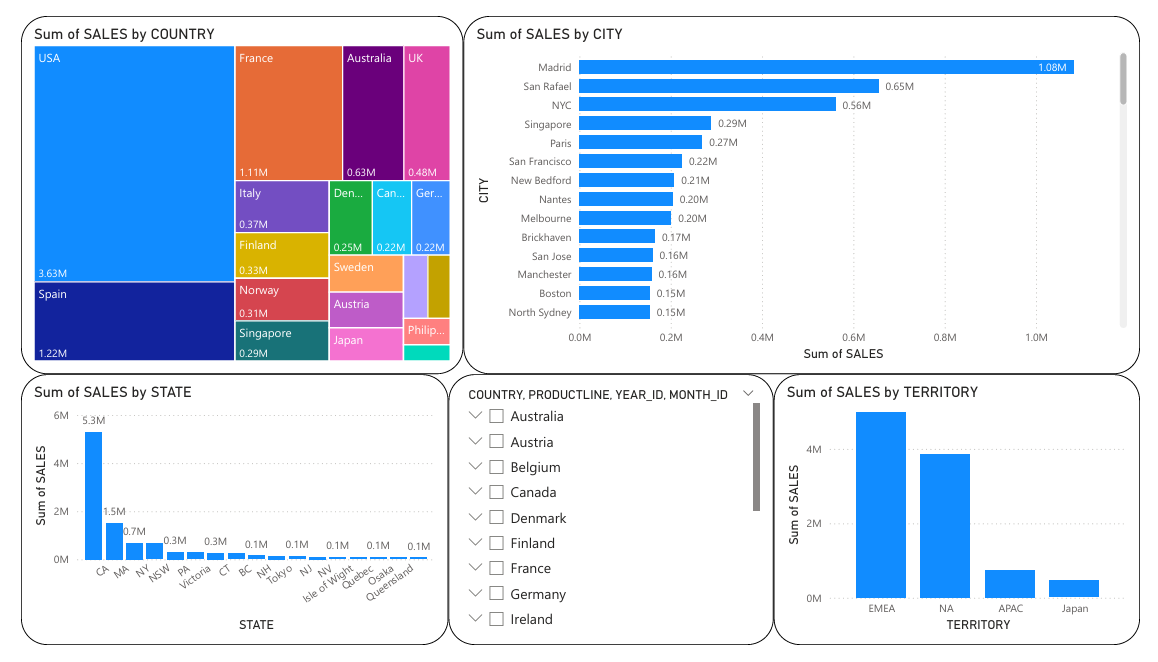 Sum of SALES by COUNTRY
USA
3.63M
Spain
1.22M
France
1.11M
Australia
0.63M
UK
0.48M
Italy
0.37M
Finland
0.33M
Norway
0.31M
Singapore
0.29M
Den...
0.25M
Can...
0.22M
Ger...
0.22M
Sweden
Austria
Japan
Philip...
Sum of SALES by CITY
CITY
Madrid 1.08M
San Rafael 0.65M
NYC 0.56M
Singapore 0.29M
Paris 0.27M
San Francisco 0.22M
New Bedford 0.21M
Nantes 0.20M
Melbourne 0.20M
Brickhaven 0.17M
San Jose 0.16M
Manchester 0.16M
Boston 0.15M
North Sydney 0.15M
0.0M 0.2M 0.4M 0.6M 0.8M 1.0M
Sum of SALES
Sum of SALES by STATE
Sum of SALES
6M
4M
2M
0M
5.3M
1.5M
0.7M
0.3M
0.3M
0.1M
0.1M
0.1M
0.1M
0.1M
CA
MA
NY
NSW
PA
Victoria
CT
BC
NH
Tokyo
NJ
NV
Isle of Wight
Quebec
Osaka
Queensland
STATE
COUNTRY, PRODUCTLINE, YEAR_ID, MONTH_ID
Australia
Austria
Belgium
Canada
Denmark
Finland
France
Germany
Ireland
Sum of SALES by TERRITORY
Sum of SALES
4M
2M
0M
EMEA NA APAC Japan
TERRITORY